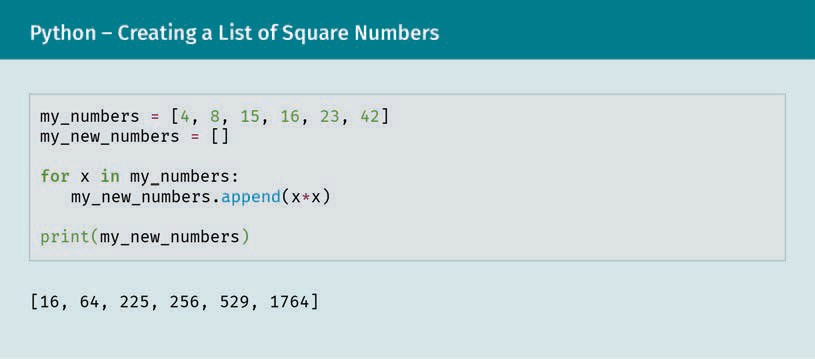 Python – Creating a List of Square Numbers
my_numbers = [4, 8, 15, 16, 23, 42]
my_new_numbers = []
for x in my_numbers:
my_new_numbers.append(x*x)
print(my_new_numbers)
[16, 64, 225, 256, 529, 1764]